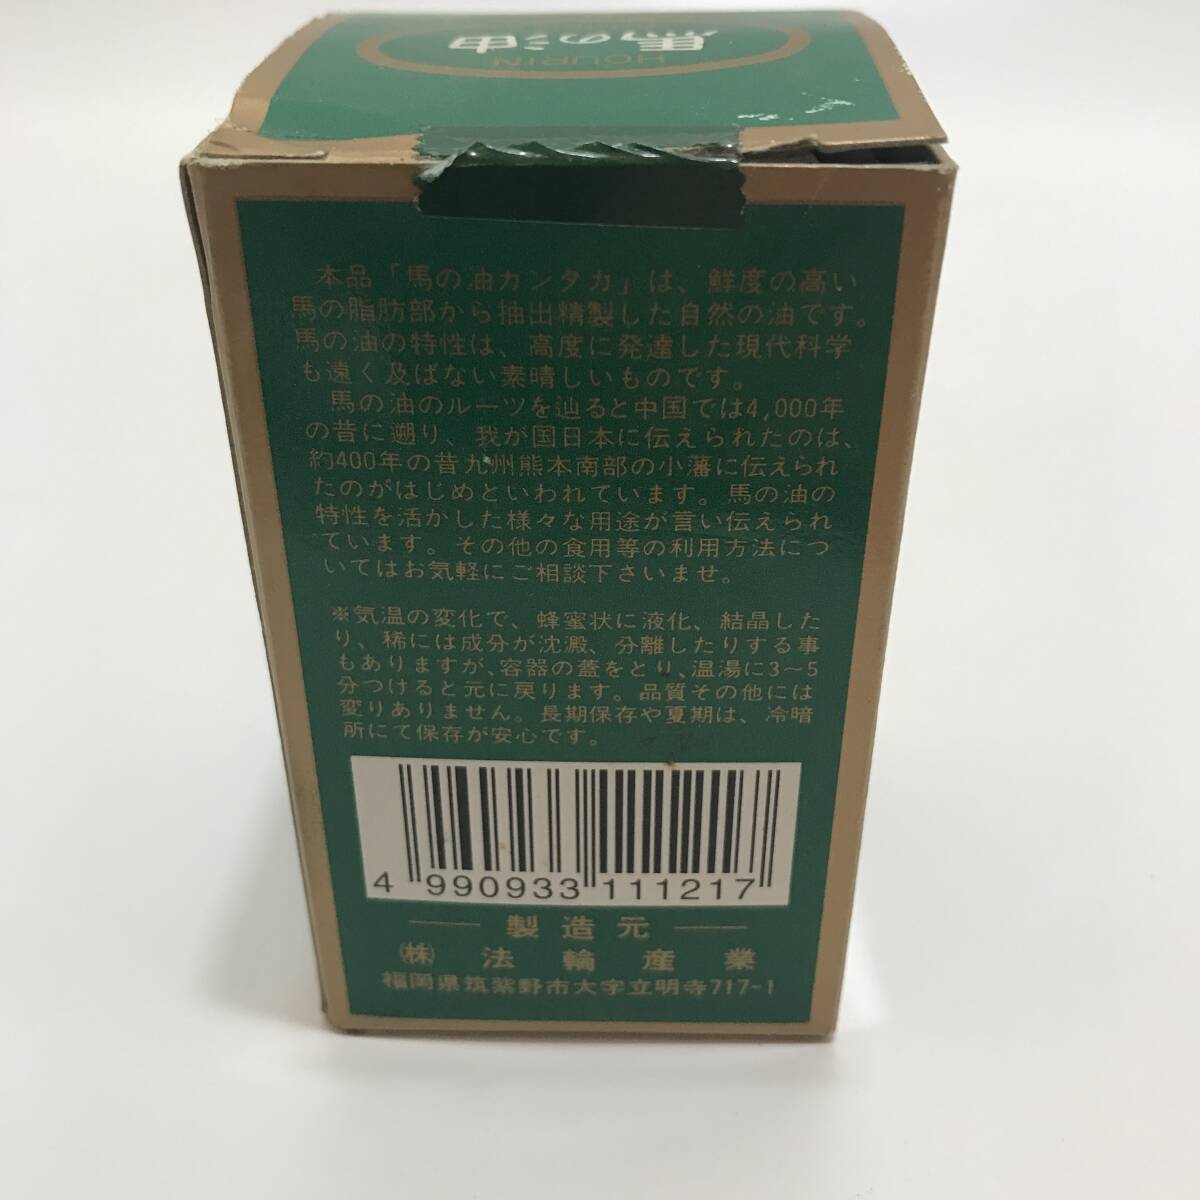 馬の油
HOURIN
本品「馬の油カンタカ」は、鮮度の高い
馬の脂肪部から抽出精製した自然の油です。
馬の油の特性は、高度に発達した現代科学
も遠く及ばない素晴しいものです。
馬の油のルーツを辿ると中国では4,000年
の昔に遡り、我が国日本に伝えられたのは、
約400年の昔九州熊本南部の小藩に伝えられ
たのがはじめといわれています。馬の油の
特性を活かした様々な用途が言い伝えられ
ています。その他の食用等の利用方法につ
いてはお気軽にご相談下さいませ。
※気温の変化で、蜂蜜状に液化、結晶した
り、稀には成分が沈澱、分離したりする事
もありますが、容器の蓋をとり、温湯に3〜5
分つけると元に戻ります。品質その他には
変りありません。長期保存や夏期は、冷暗
所にて保存が安心です。
4 990933 111217
製造元
㈱ 法輪産業
福岡県筑紫野市大字立明寺717-1